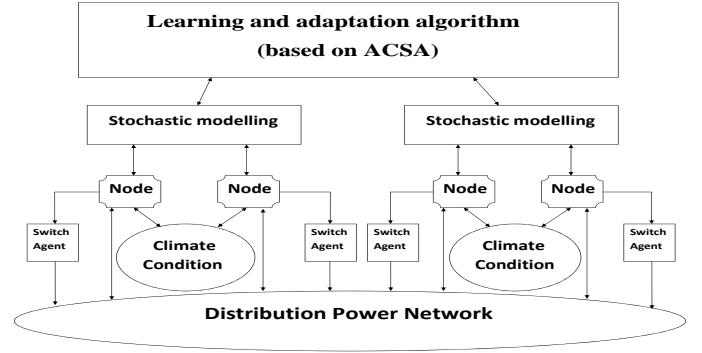 Learning and adaptation algorithm
(based on ACSA)
Stochastic modelling
Stochastic modelling
Node
Node
Node
Node
Switch
Agent
Climate
Condition
Switch
Agent
Switch
Agent
Climate
Condition
Switch
Agent
Distribution Power Network